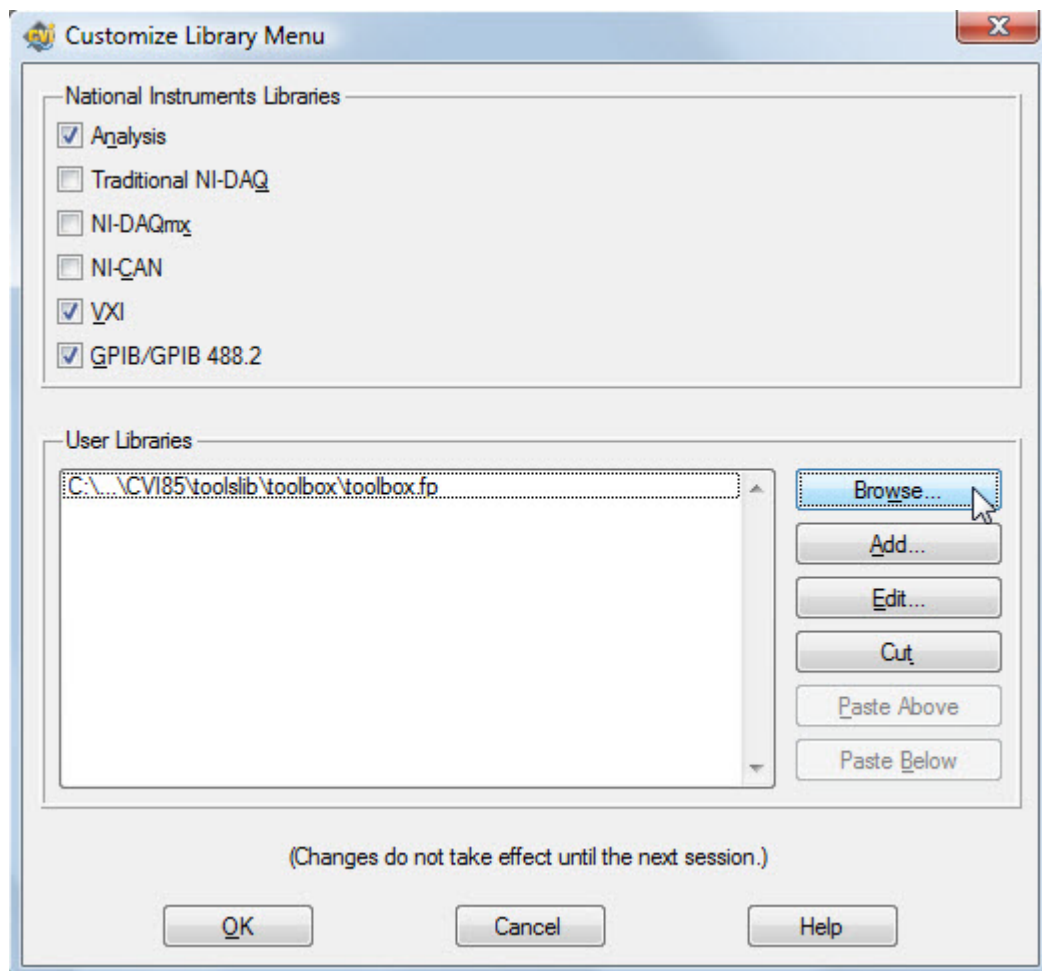 Customize Library Menu
National Instruments Libraries
Analysis
Traditional NI-DAQ
NI-DAQmx
NI-CAN
VXI
GPIB/GPIB 488.2
User Libraries
C:\...\CVI85\toolslib\toolbox\toolbox.fp
Browse...
Add...
Edit...
Cut
Paste Above
Paste Below
(Changes do not take effect until the next session.)
OK Cancel Help